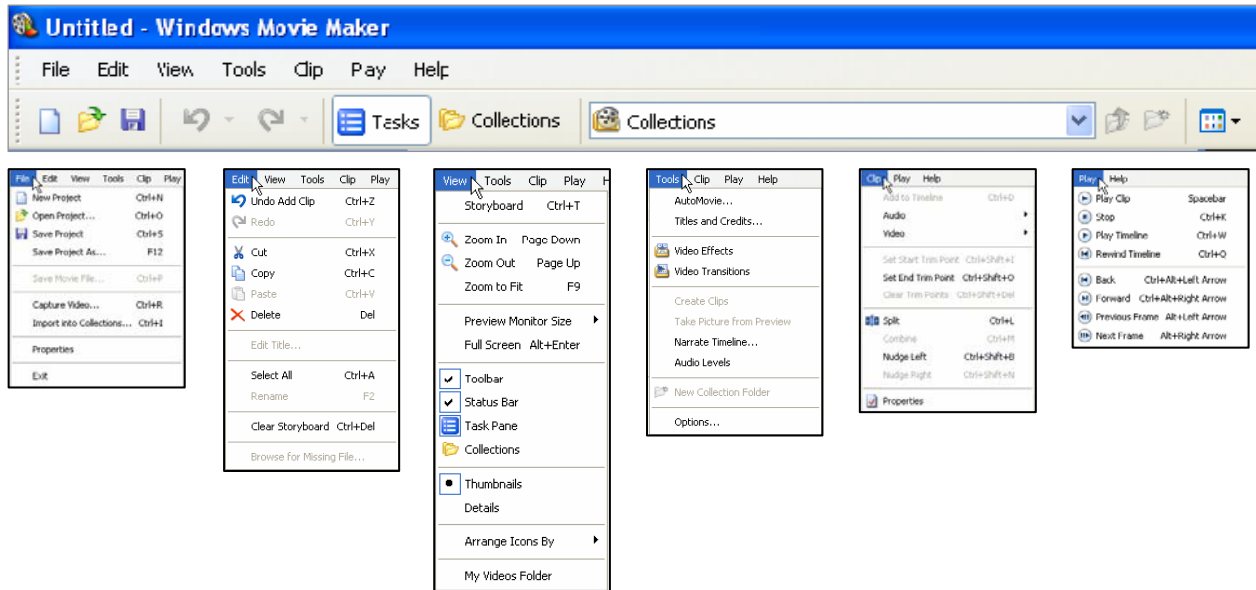 Untitled - Windows Movie Maker
File Edit View Tools Clip Play Help
Tasks Collections Collections
File Edit View Tools Clip Play
New Project Ctrl+N
Open Project... Ctrl+O
Save Project Ctrl+S
Save Project As... F12
Save Movie File... Ctrl+P
Capture Video... Ctrl+R
Import into Collections... Ctrl+I
Properties
Exit
Edit View Tools Clip Play
Undo Add Clip Ctrl+Z
Redo Ctrl+Y
Cut Ctrl+X
Copy Ctrl+C
Paste Ctrl+V
Delete Del
Edit Title...
Select All Ctrl+A
Rename F2
Clear Storyboard Ctrl+Del
Browse for Missing File...
View Tools Clip Play H
Storyboard Ctrl+T
Zoom In Page Down
Zoom Out Page Up
Zoom to Fit F9
Preview Monitor Size
Full Screen Alt+Enter
Toolbar
Status Bar
Task Pane
Collections
Thumbnails
Details
Arrange Icons By
My Videos Folder
Tools Clip Play Help
AutoMovie...
Titles and Credits...
Video Effects
Video Transitions
Create Clips
Take Picture from Preview
Narrate Timeline...
Audio Levels
New Collection Folder
Options...
Clip Play Help
Add to Timeline Ctrl+D
Audio
Video
Set Start Trim Point Ctrl+Shift+I
Set End Trim Point Ctrl+Shift+O
Clear Trim Points Ctrl+Shift+Del
Split Ctrl+L
Combine Ctrl+M
Nudge Left Ctrl+Shift+B
Nudge Right Ctrl+Shift+N
Properties
Play Help
Play Clip Spacebar
Stop Ctrl+K
Play Timeline Ctrl+W
Rewind Timeline Ctrl+Q
Back Ctrl+Alt+Left Arrow
Forward Ctrl+Alt+Right Arrow
Previous Frame Alt+Left Arrow
Next Frame Alt+Right Arrow